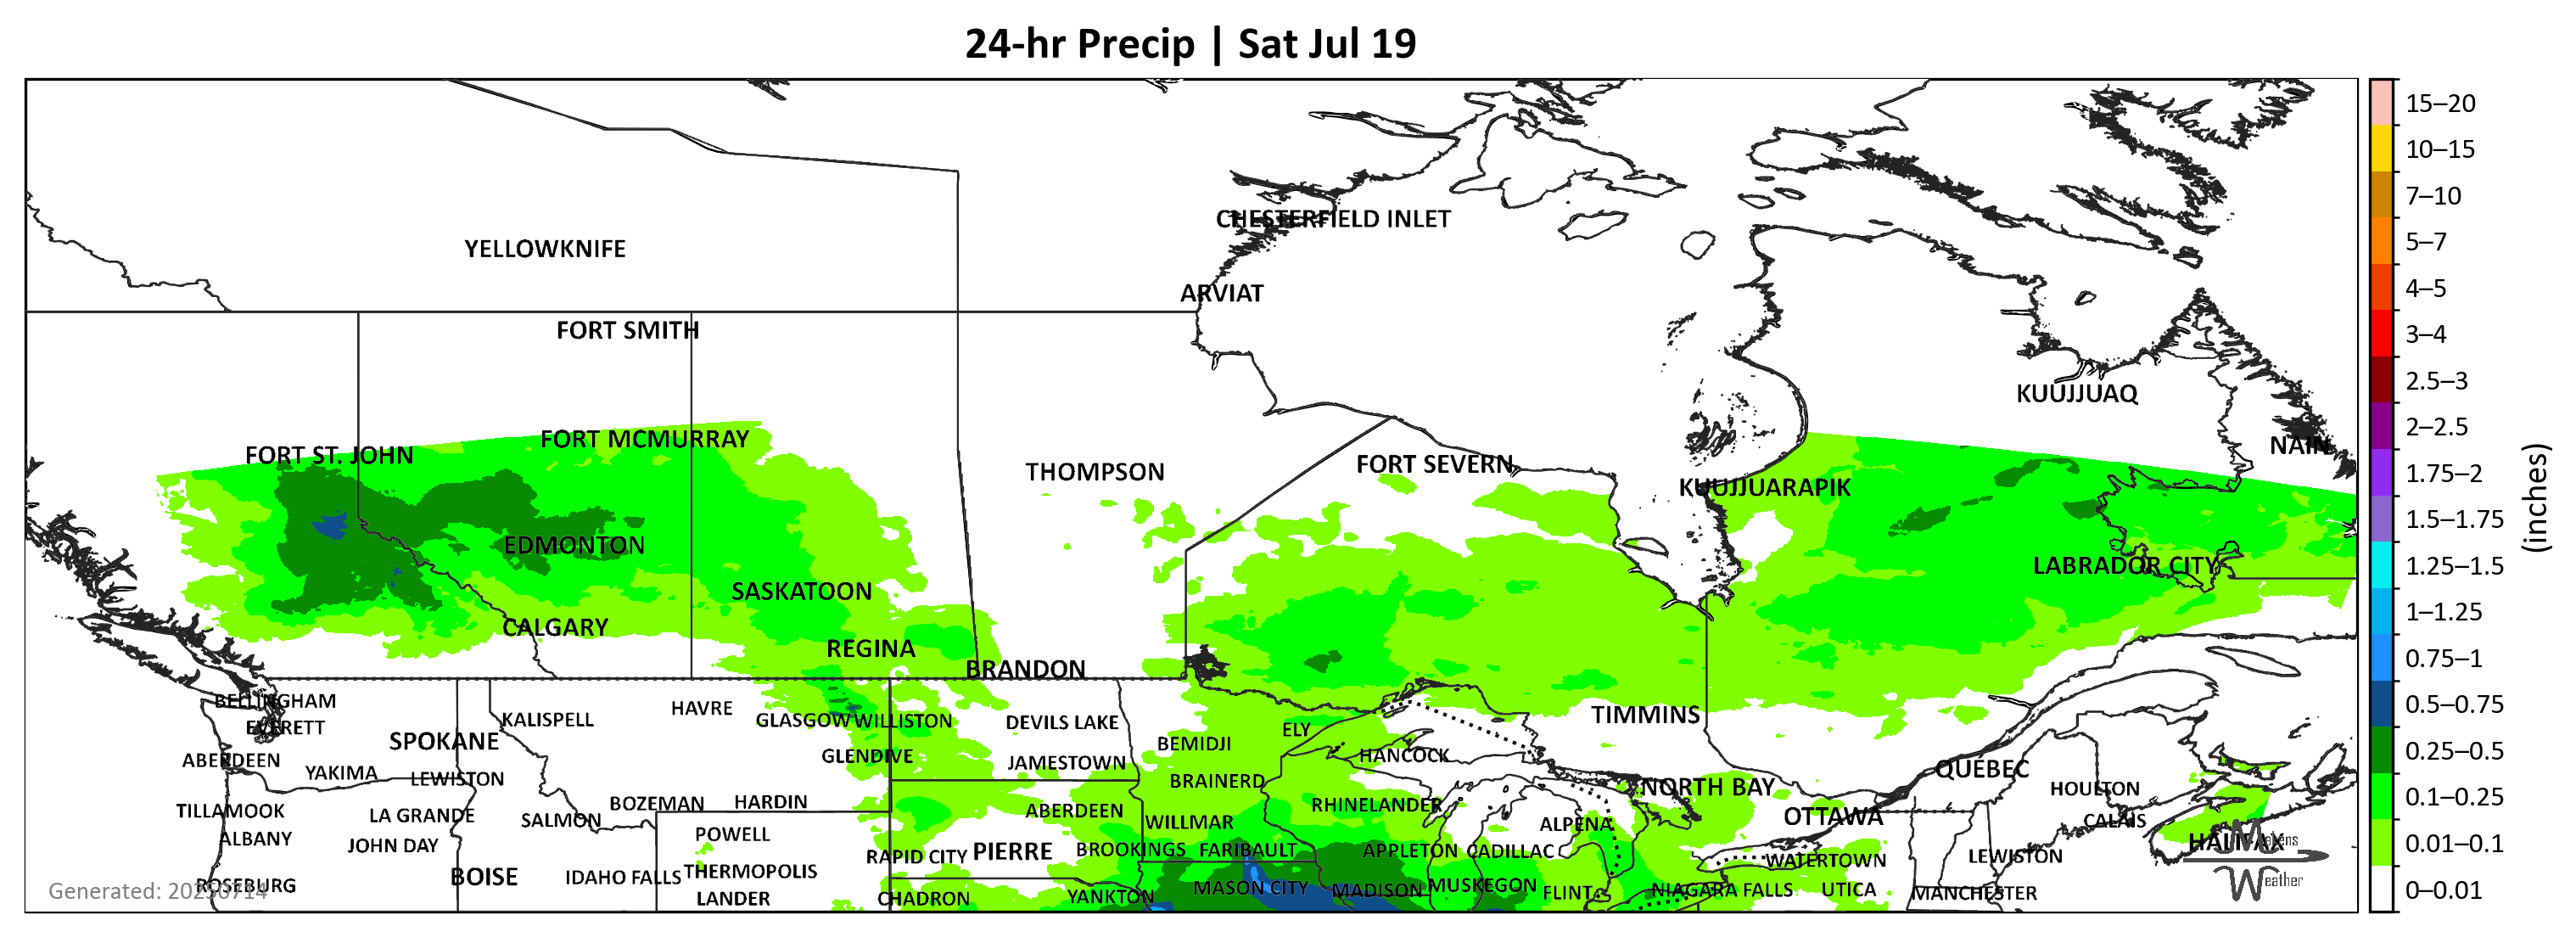 24-hr Precip | Sat Jul 19
CHESTERFIELD INLET
YELLOWKNIFE
ARVIAT
FORT SMITH
KUUJJUAQ
FORT MCMURRAY
NAIN
FORT ST. JOHN
THOMPSON
FORT SEVERN
KUUJJUARAPIK
EDMONTON
LABRADOR CITY
SASKATOON
CALGARY
REGINA
BRANDON
BELLINGHAM
HAVRE
KALISPELL
GLASGOW
WILLISTON
DEVILS LAKE
TIMMINS
EVERETT
ELY
SPOKANE
BEMIDJI
GLENDIVE
HANCOCK
ABERDEEN
JAMESTOWN
QUÉBEC
YAKIMA
LEWISTON
BRAINERD
NORTH BAY
HOULTON
BOZEMAN
HARDIN
RHINELANDER
TILLAMOOK
LA GRANDE
SALMON
ABERDEEN
WILLMAR
ALPENA
OTTAWA
CALAIS
ALBANY
JOHN DAY
POWELL
HALIFAX
RAPID CITY
PIERRE
BROOKINGS
FARIBAULT
APPLETON
CADILLAC
WATERTOWN
LEWISTON
ROSEBURG
BOISE
IDAHO FALLS
THERMOPOLIS
MASON CITY
MADISON
MUSKEGON
FLINT
NIAGARA FALLS
UTICA
MANCHESTER
LANDER
CHADRON
YANKTON
Generated: 20250714
Weather
15–20
10–15
7–10
5–7
4–5
3–4
2.5–3
2–2.5
1.75–2
1.5–1.75
1.25–1.5
1–1.25
0.75–1
0.5–0.75
0.25–0.5
0.1–0.25
0.01–0.1
0–0.01
(inches)